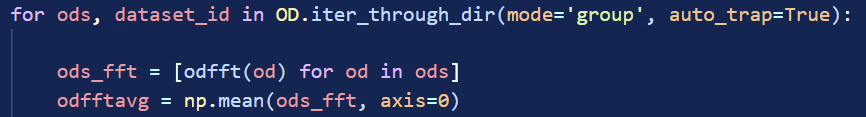 for ods, dataset_id in OD.iter_through_dir(mode='group', auto_trap=True):
ods_fft = [odfft(od) for od in ods]
odfftavg = np.mean(ods_fft, axis=0)